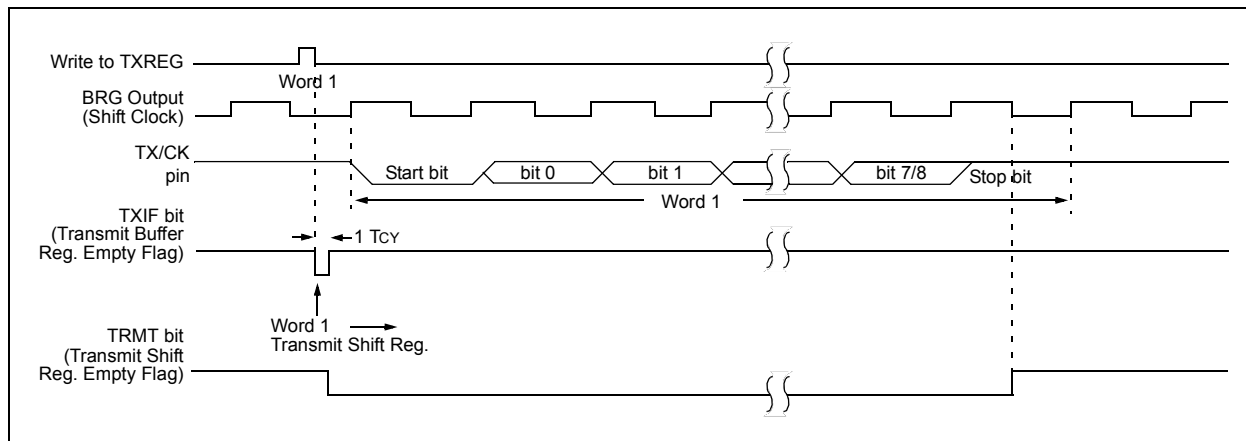 Write to TXREG
Word 1
BRG Output
(Shift Clock)
TX/CK
pin
Start bit
bit 0
bit 1
bit 7/8
Stop bit
Word 1
TXIF bit
(Transmit Buffer
Reg. Empty Flag)
1 TCY
Word 1
Transmit Shift Reg.
TRMT bit
(Transmit Shift
Reg. Empty Flag)